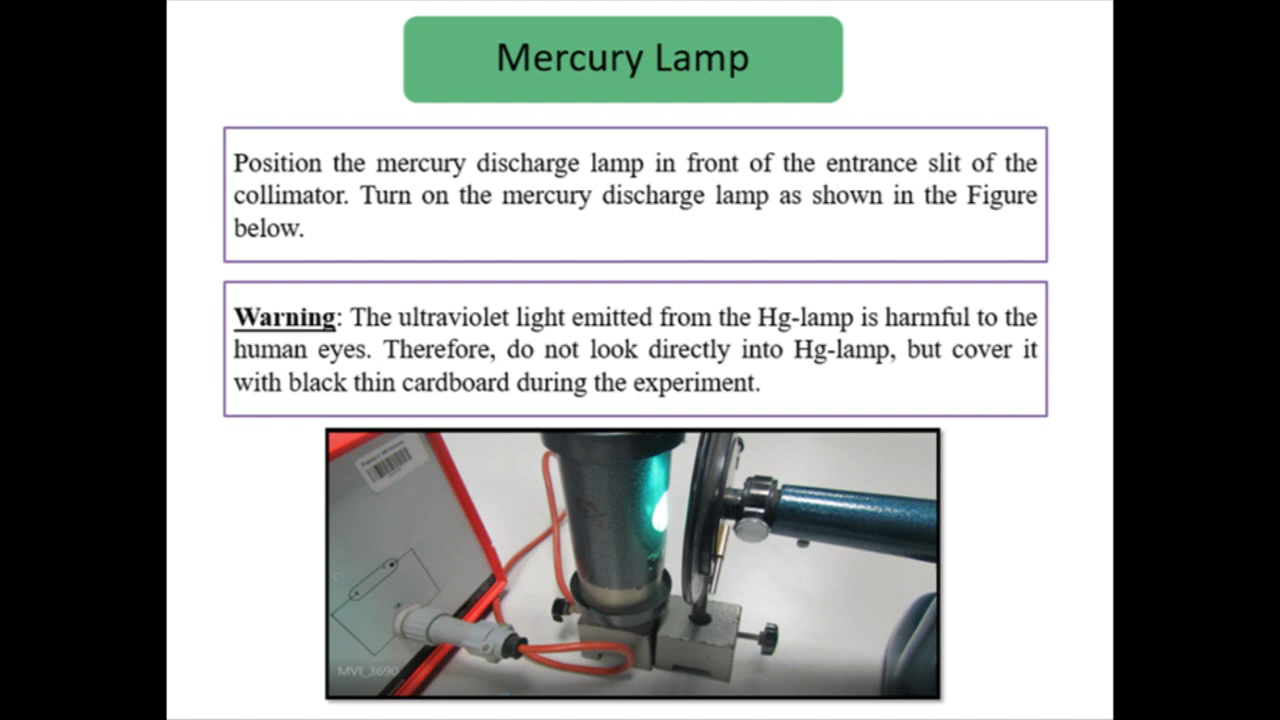 Mercury Lamp
Position the mercury discharge lamp in front of the entrance slit of the
collimator. Turn on the mercury discharge lamp as shown in the Figure
below.
Warning: The ultraviolet light emitted from the Hg-lamp is harmful to the
human eyes. Therefore, do not look directly into Hg-lamp, but cover it
with black thin cardboard during the experiment.
MVI_3690